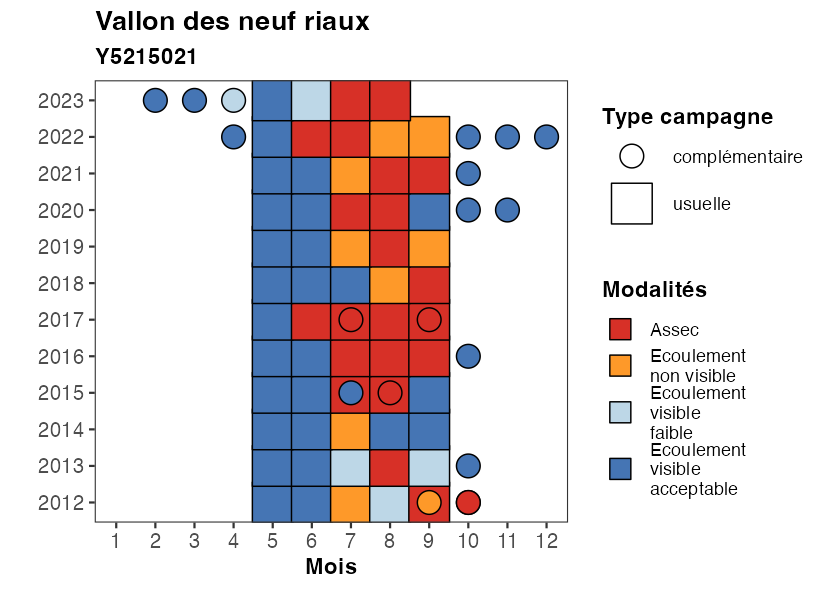 Vallon des neuf riaux
Y5215021
2023
2022
2021
2020
2019
2018
2017
2016
2015
2014
2013
2012
1 2 3 4 5 6 7 8 9 10 11 12
Mois
Type campagne
complémentaire
usuelle
Modalités
Assec
Ecoulement
non visible
Ecoulement
visible
faible
Ecoulement
visible
acceptable